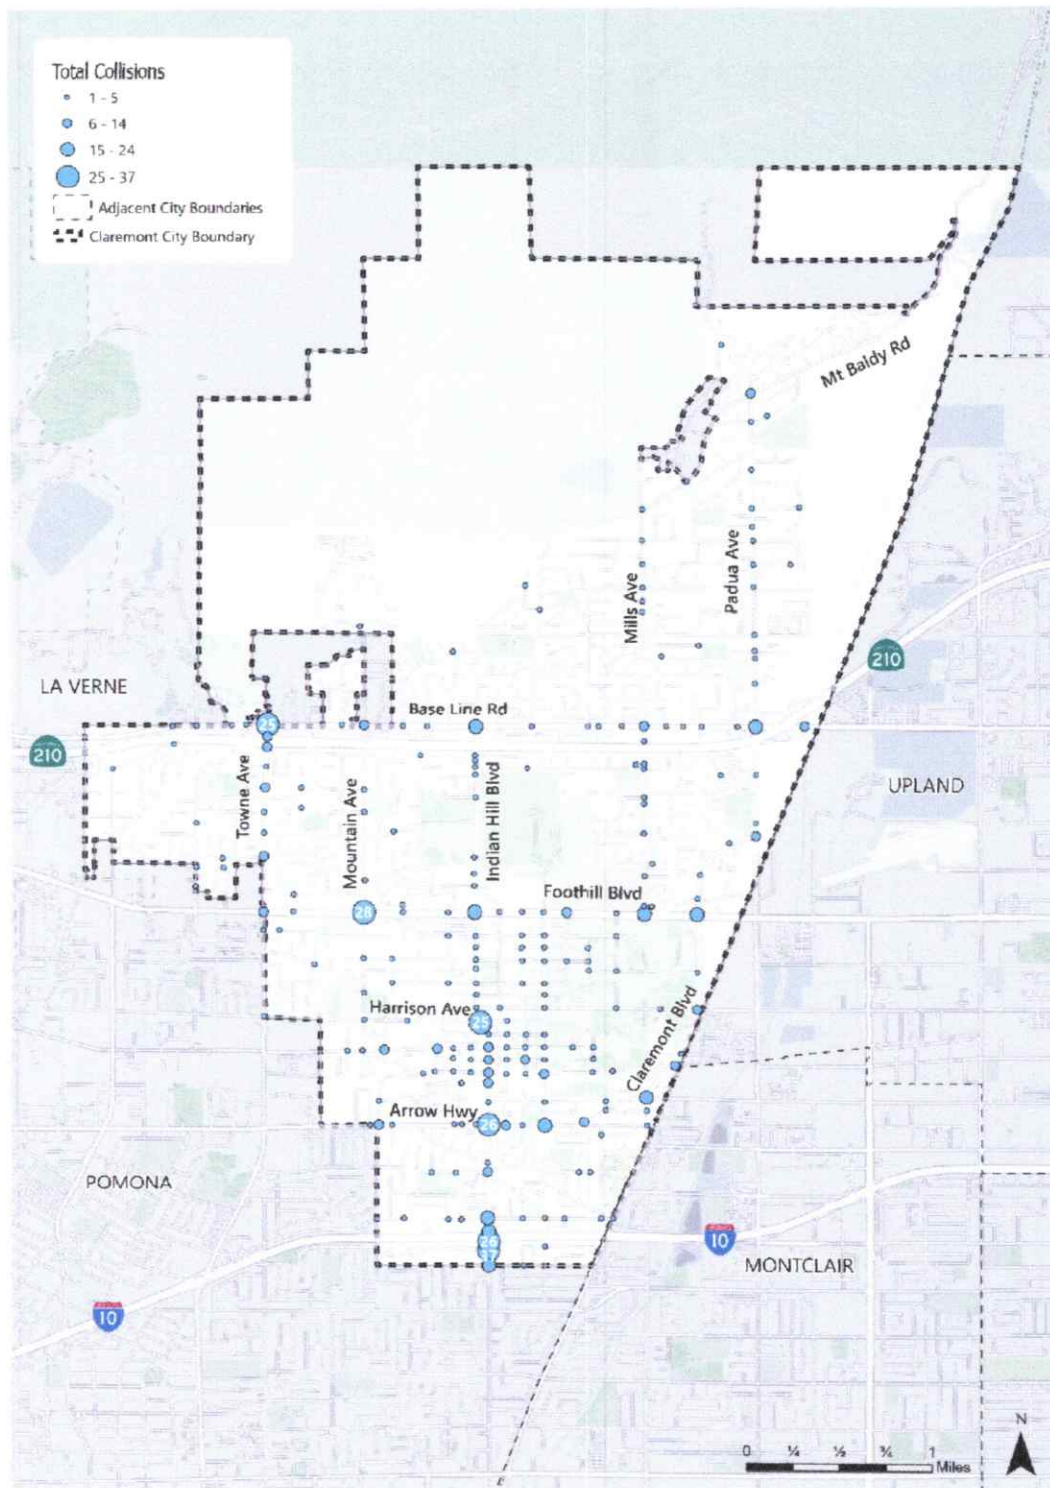 Total Collisions
1 - 5
6 - 14
15 - 24
25 - 37
Adjacent City Boundaries
Claremont City Boundary
Mt Baldy Rd
Padua Ave
Mills Ave
210
LA VERNE
Base Line Rd
25
210
Towne Ave
Mountain Ave
Indian Hill Blvd
UPLAND
Foothill Blvd
28
Harrison Ave
25
Claremont Blvd
Arrow Hwy
26
POMONA
26
37
10
MONTCLAIR
10
N
0 ¼ ½ ¾ 1
Miles